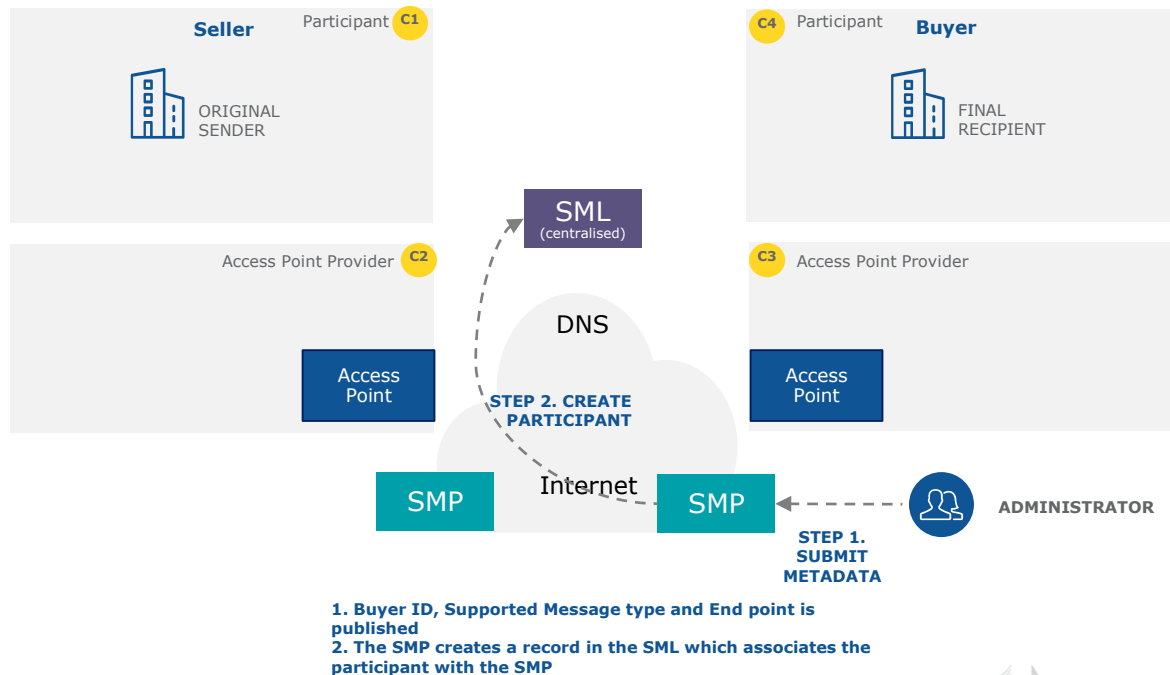 Seller
Participant C1
ORIGINAL
SENDER
C4 Participant
Buyer
FINAL
RECIPIENT
SML
(centralised)
Access Point Provider C2
C3 Access Point Provider
DNS
Access
Point
Access
Point
STEP 2. CREATE
PARTICIPANT
Internet
SMP
SMP
ADMINISTRATOR
STEP 1.
SUBMIT
METADATA
1. Buyer ID, Supported Message type and End point is
published
2. The SMP creates a record in the SML which associates the
participant with the SMP